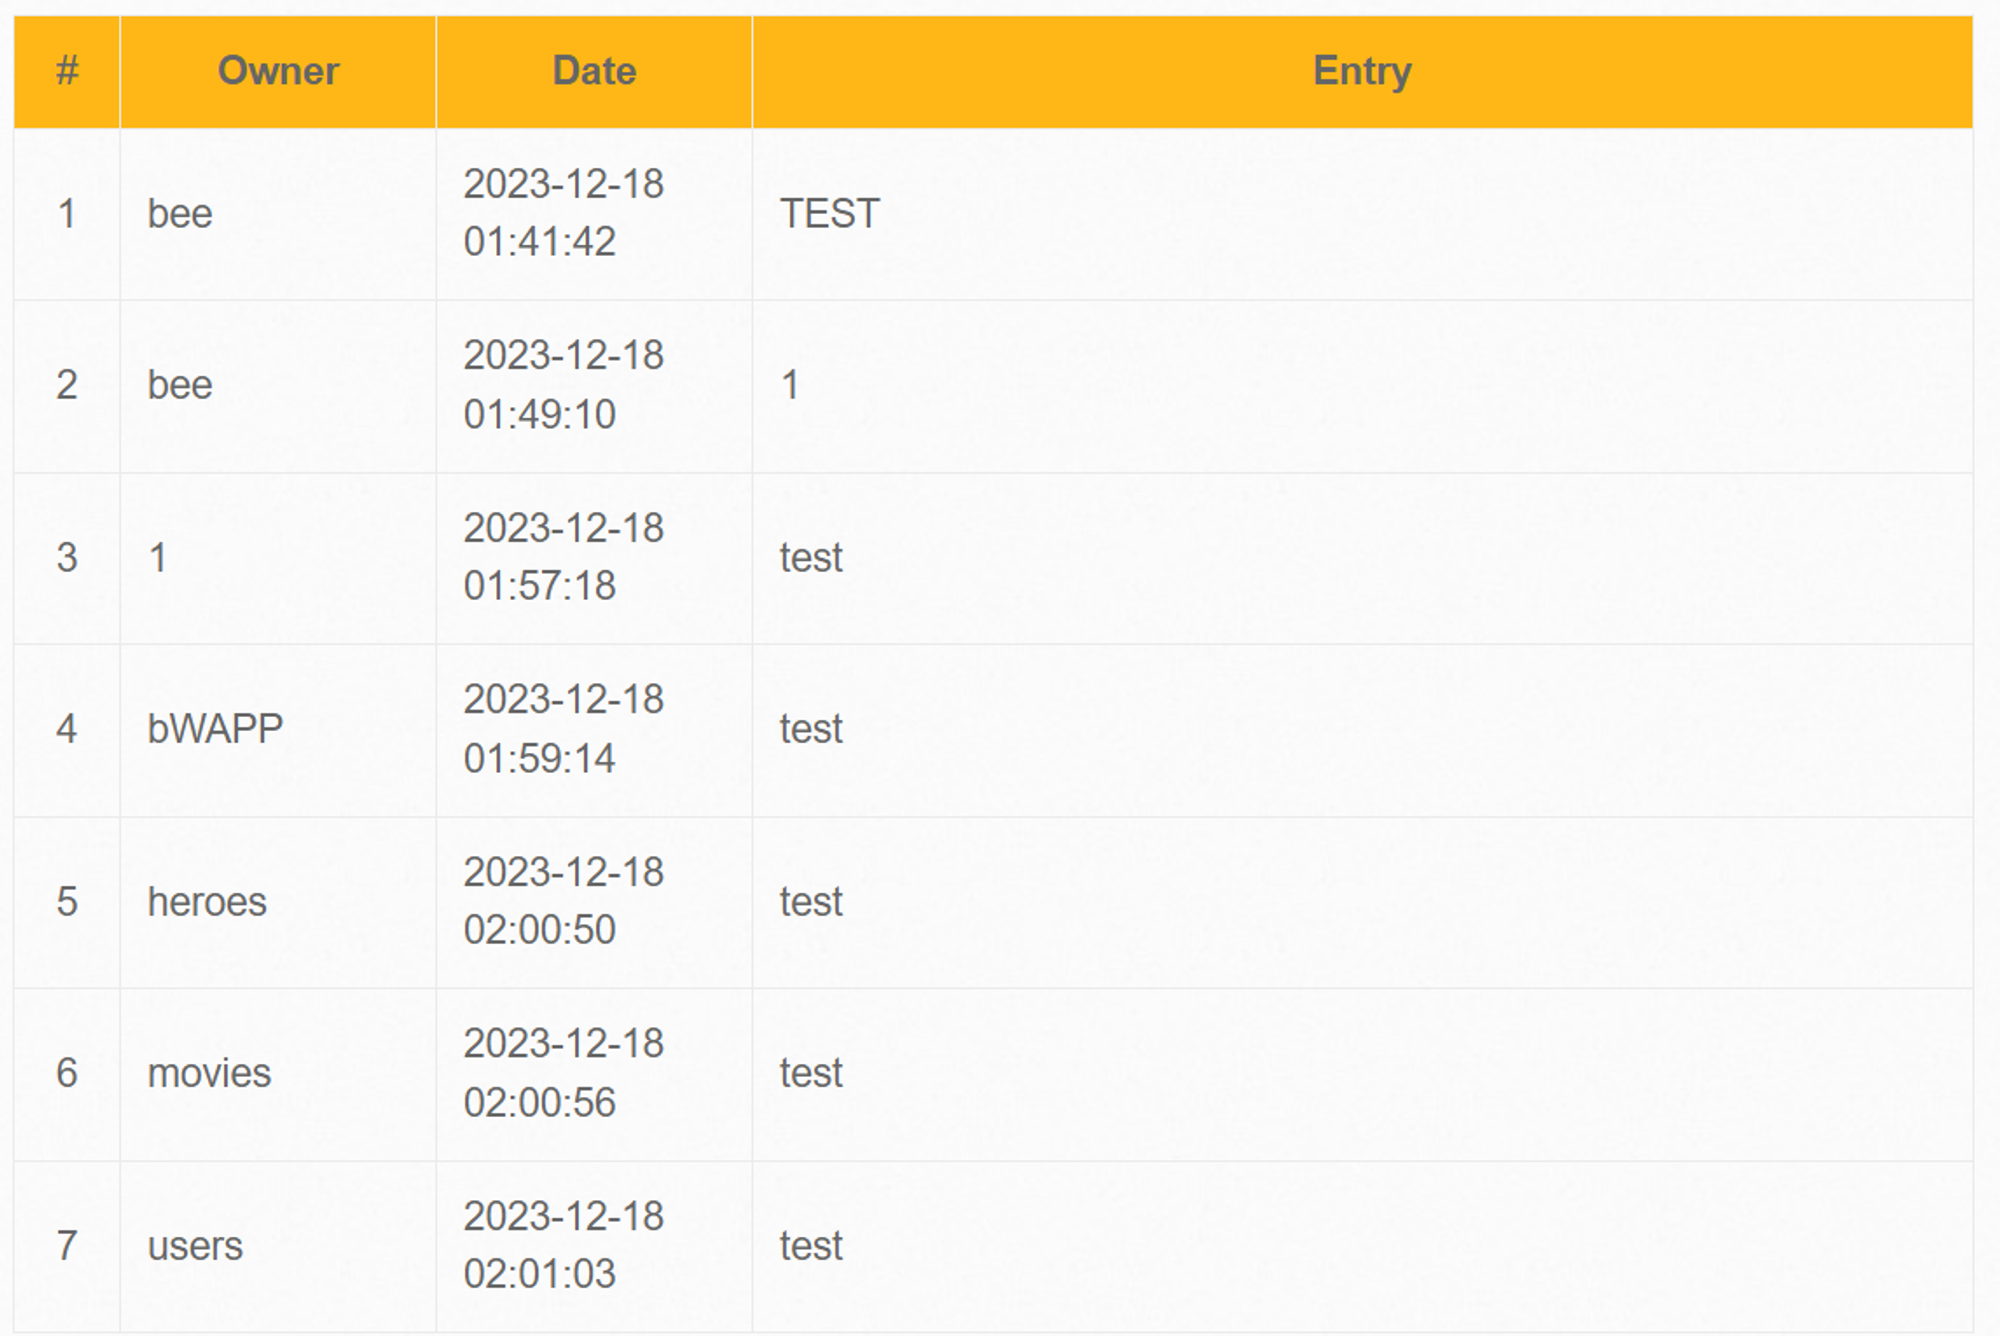 # Owner Date Entry
1 bee 2023-12-18 01:41:42 TEST
2 bee 2023-12-18 01:49:10 1
3 1 2023-12-18 01:57:18 test
4 bWAPP 2023-12-18 01:59:14 test
5 heroes 2023-12-18 02:00:50 test
6 movies 2023-12-18 02:00:56 test
7 users 2023-12-18 02:01:03 test